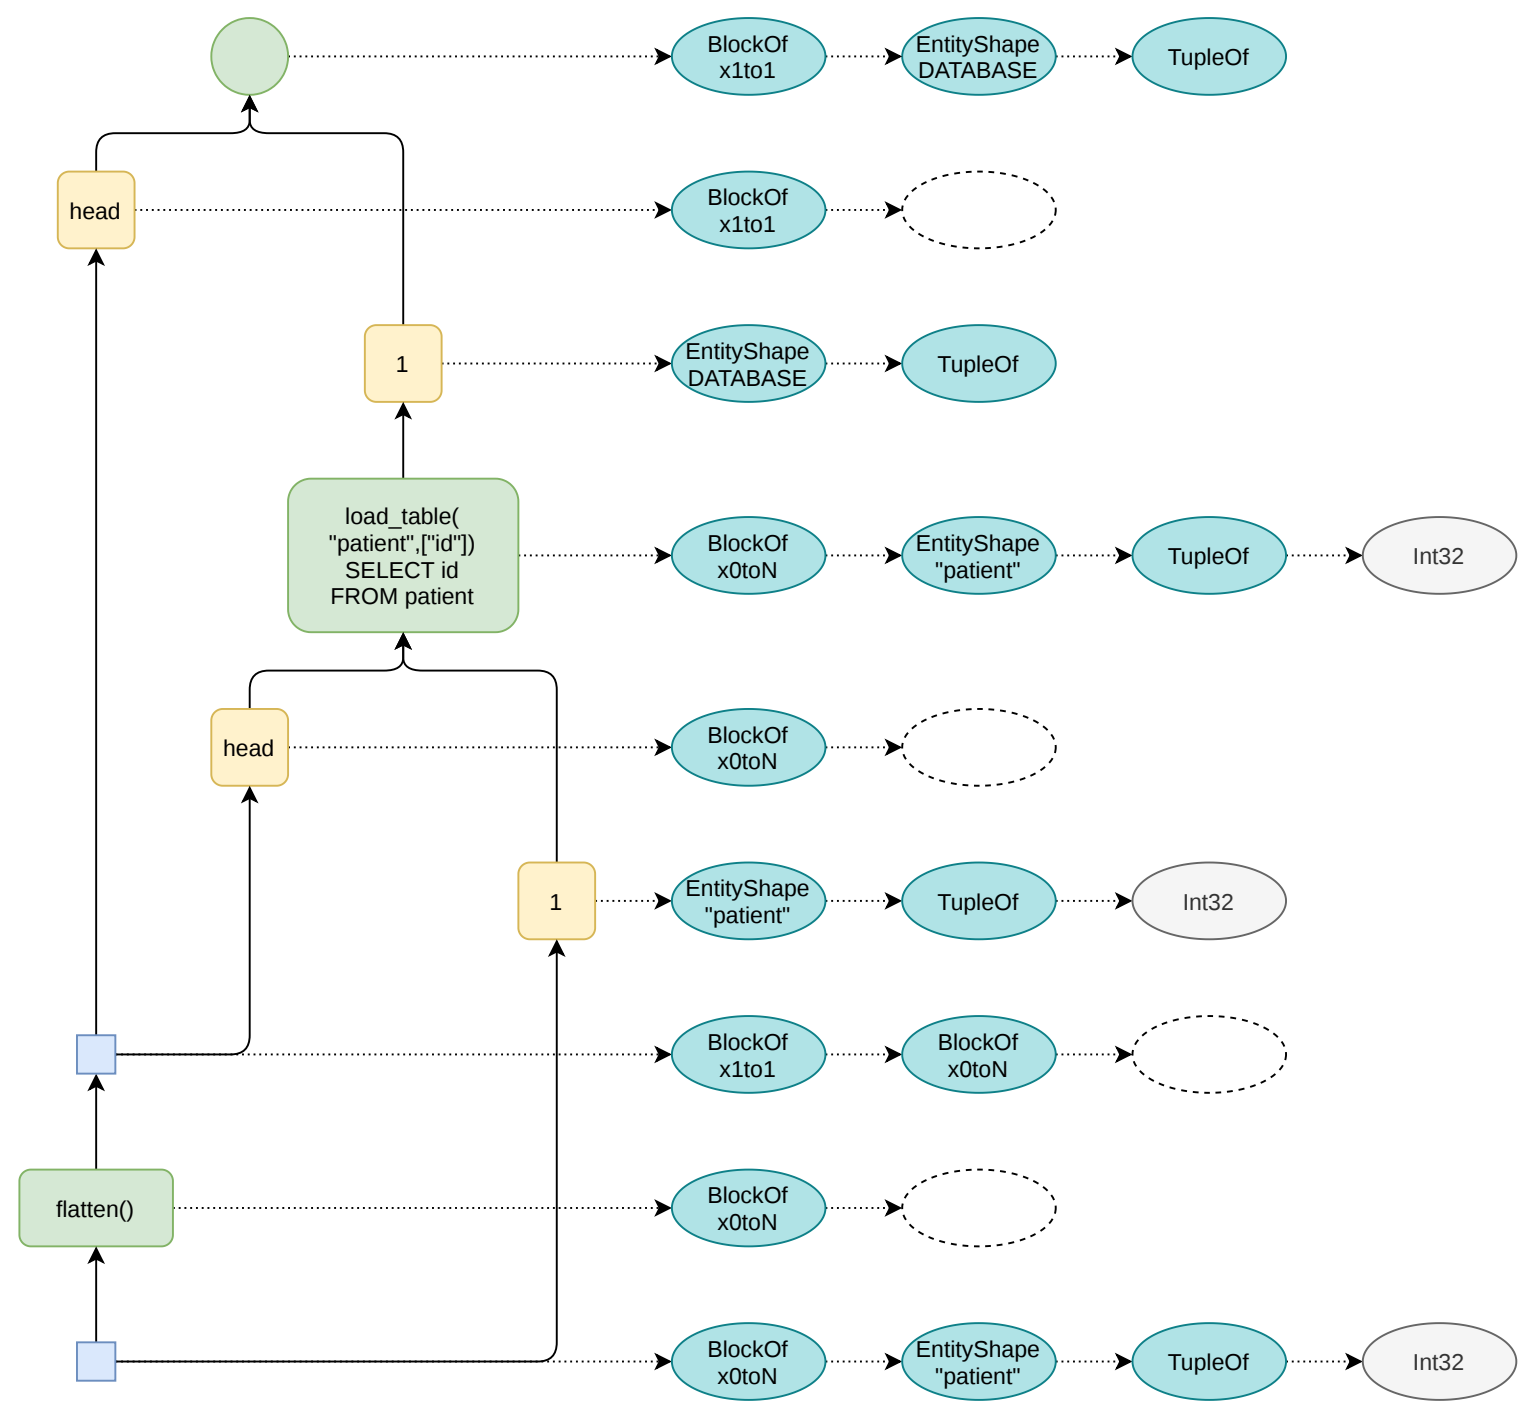 BlockOf
x1to1
EntityShape
DATABASE
TupleOf
head
BlockOf
x1to1
1
EntityShape
DATABASE
TupleOf
load_table(
"patient",["id"])
SELECT id
FROM patient
BlockOf
x0toN
EntityShape
"patient"
TupleOf
Int32
head
BlockOf
x0toN
1
EntityShape
"patient"
TupleOf
Int32
BlockOf
x1to1
BlockOf
x0toN
flatten()
BlockOf
x0toN
BlockOf
x0toN
EntityShape
"patient"
TupleOf
Int32